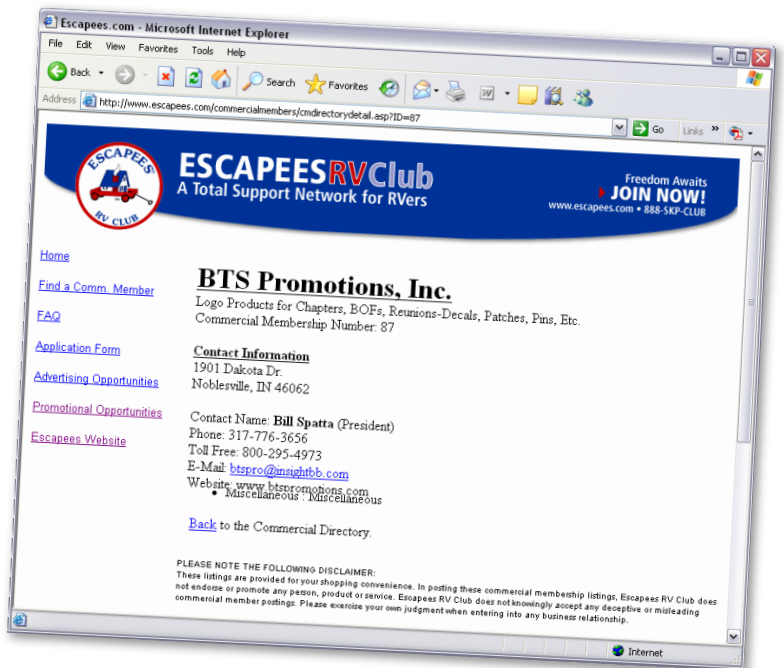 Escapees.com - Microsoft Internet Explorer
File Edit View Favorites Tools Help
Back Search Favorites
Address http://www.escapees.com/commercialmembers/cmdirectorydetail.asp?ID=87 Go Links »
ESCAPEES
RV CLUB
ESCAPEESRVClub
A Total Support Network for RVers
Freedom Awaits
JOIN NOW!
www.escapees.com • 888-SKP-CLUB
Home
Find a Comm. Member
FAQ
Application Form
Advertising Opportunities
Promotional Opportunities
Escapees Website
BTS Promotions, Inc.
Logo Products for Chapters, BOFs, Reunions-Decals, Patches, Pins, Etc.
Commercial Membership Number: 87
Contact Information
1901 Dakota Dr.
Noblesville, IN 46062
Contact Name: Bill Spatta (President)
Phone: 317-776-3656
Toll Free: 800-295-4973
E-Mail: btspro@insightbb.com
Website: www.btspromotions.com
• Miscellaneous : Miscellaneous
Back to the Commercial Directory.
PLEASE NOTE THE FOLLOWING DISCLAIMER:
These listings are provided for your shopping convenience. In posting these commercial membership listings, Escapees RV Club does
not endorse or promote any person, product or service. Escapees RV Club does not knowingly accept any deceptive or misleading
commercial member postings. Please exercise your own judgment when entering into any business relationship.
Internet